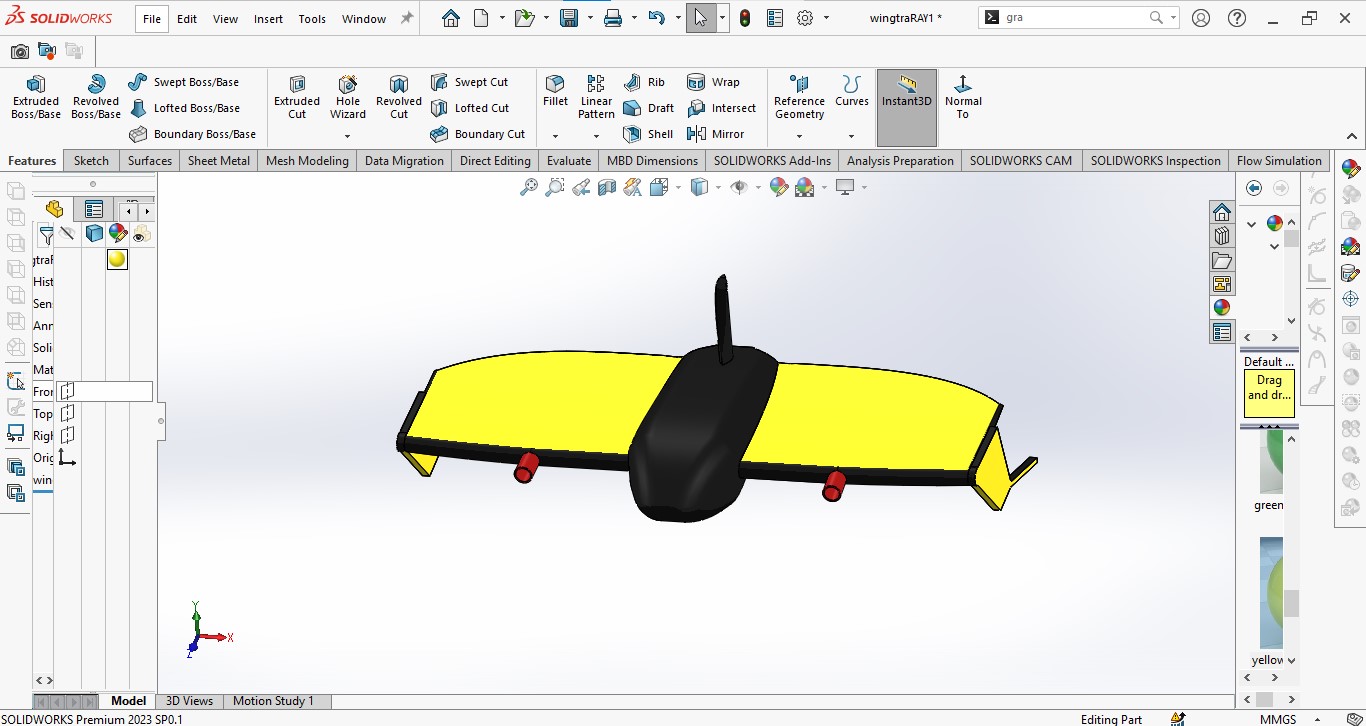 SOLIDWORKS File Edit View Insert Tools Window wingtraRAY1 * gra
Extruded Boss/Base
Revolved Boss/Base
Swept Boss/Base
Lofted Boss/Base
Boundary Boss/Base
Extruded Cut
Hole Wizard
Revolved Cut
Swept Cut
Lofted Cut
Boundary Cut
Fillet
Linear Pattern
Rib
Draft
Shell
Wrap
Intersect
Mirror
Reference Geometry
Curves
Instant3D
Normal To
Features Sketch Surfaces Sheet Metal Mesh Modeling Data Migration Direct Editing Evaluate MBD Dimensions SOLIDWORKS Add-Ins Analysis Preparation SOLIDWORKS CAM SOLIDWORKS Inspection Flow Simulation
Hist
Sen
Ann
Soli
Mat
Fror
Top
Righ
Orig
win
Default ...
Drag
and dr...
green
yellow
Y
X
Z
Model 3D Views Motion Study 1
SOLIDWORKS Premium 2023 SP0.1 Editing Part MMGS